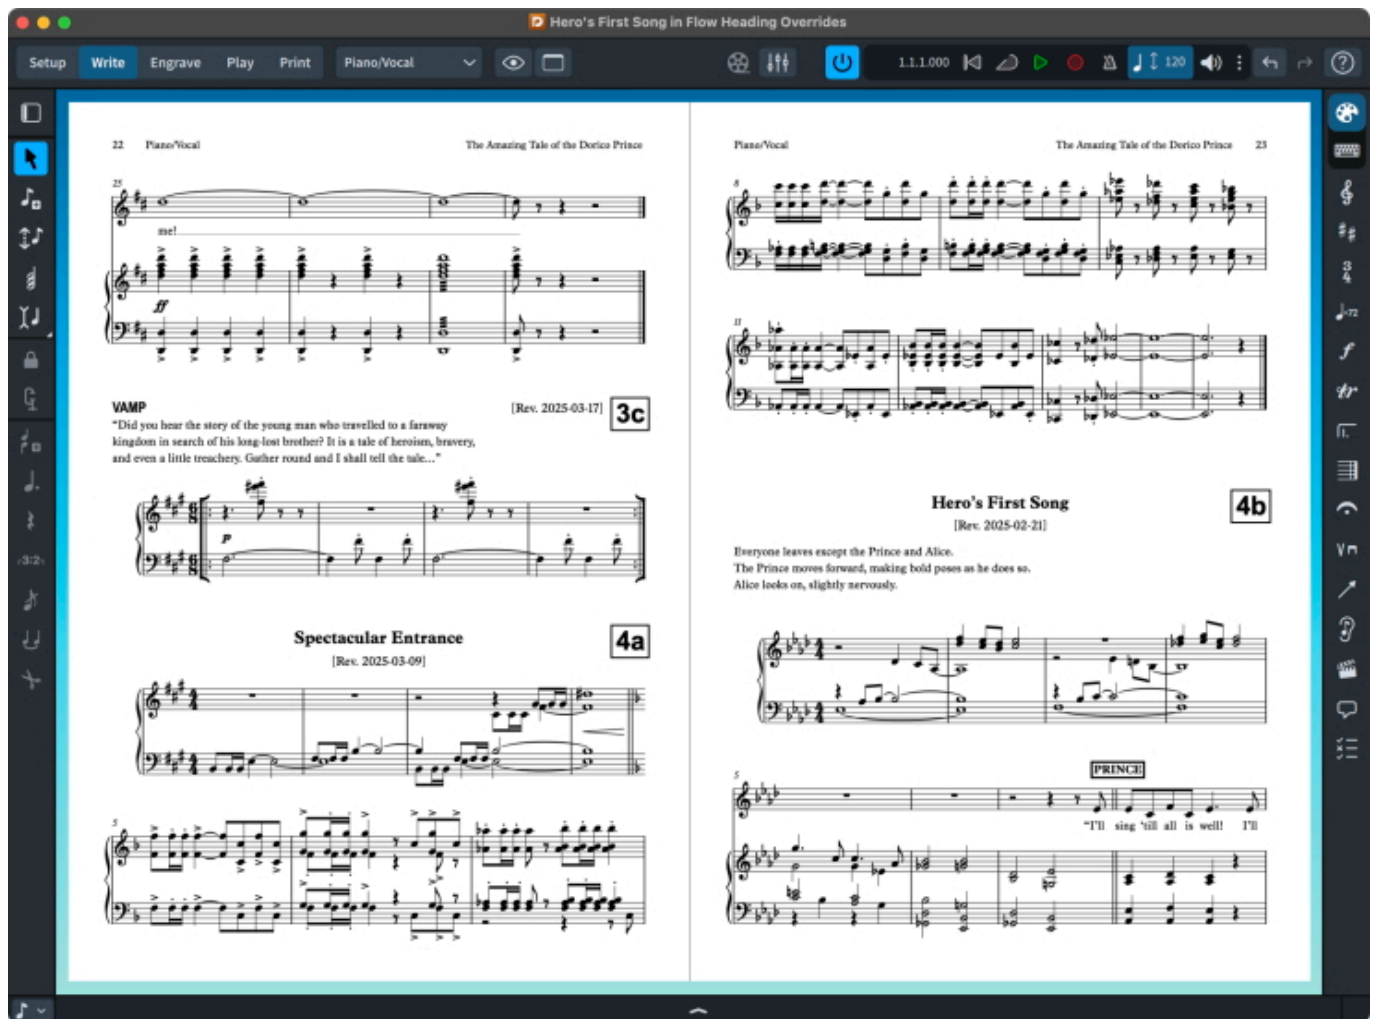 Hero's First Song in Flow Heading Overrides
Setup Write Engrave Play Print Piano/Vocal 1.1.1.000 120
22 Piano/Vocal The Amazing Tale of the Dorico Prince
25
me!
ff
VAMP [Rev. 2025-03-17] 3c
“Did you hear the story of the young man who travelled to a faraway
kingdom in search of his long-lost brother? It is a tale of heroism, bravery,
and even a little treachery. Gather round and I shall tell the tale...”
p
Spectacular Entrance 4a
[Rev. 2025-03-09]
5
Piano/Vocal The Amazing Tale of the Dorico Prince 23
8
11
Hero’s First Song 4b
[Rev. 2025-02-21]
Everyone leaves except the Prince and Alice.
The Prince moves forward, making bold poses as he does so.
Alice looks on, slightly nervously.
5
PRINCE
“I'll sing 'till all is well! I'll